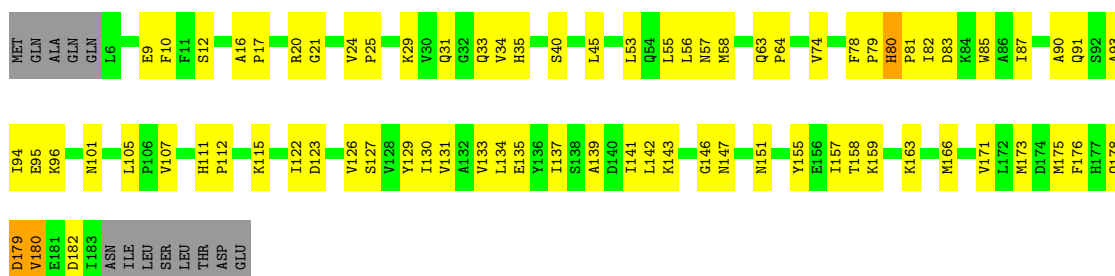 MET GLN ALA GLN GLN L6 E9 F10 F11 S12 A16 P17 R20 G21 V24 P25 K29 V30 Q31 G32 Q33 V34 H35 S40 L45 L53 Q54 L55 L56 N57 M58 Q63 P64 V74 F78 P79 H80 P81 I82 D83 K84 W85 A86 I87 A90 Q91 S92 A93
I94 E95 K96 N101 L105 P106 V107 H111 P112 K115 I122 D123 V126 S127 V128 Y129 I130 V131 A132 V133 L134 E135 Y136 I137 S138 A139 D140 I141 L142 K143 G146 N147 N151 Y155 E156 I157 T158 K159 K163 M166 V171 L172 M173 D174 M175 F176 H177 Q178
D179 V180 E181 D182 I183 ASN ILE LEU SER LEU THR ASP GLU